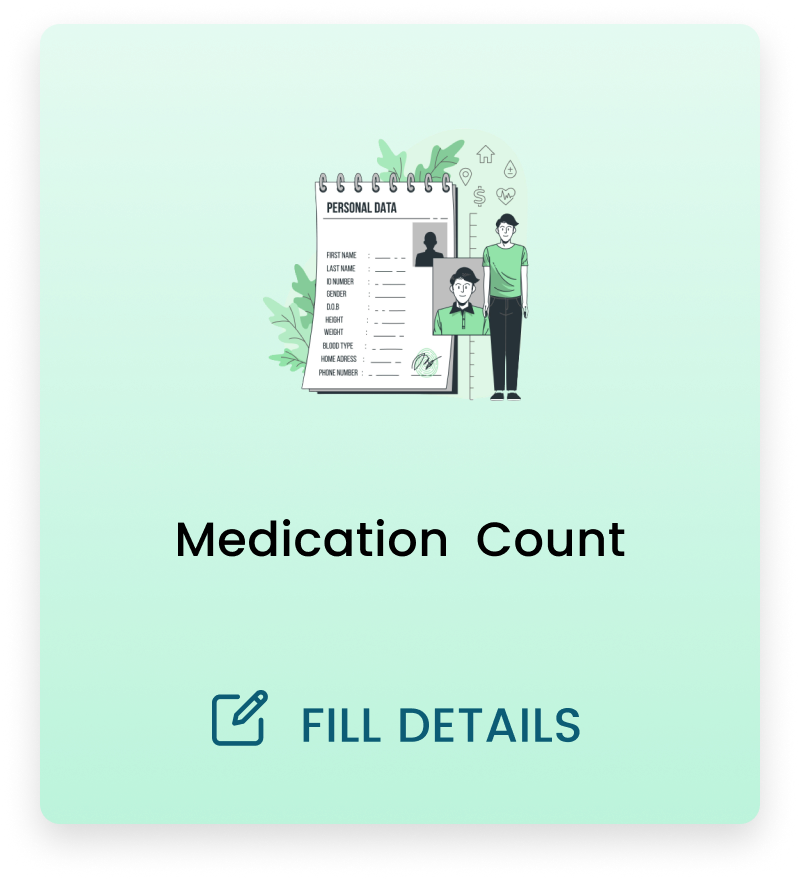 PERSONAL DATA
FIRST NAME :
LAST NAME :
ID NUMBER :
GENDER :
D.O.B :
HEIGHT :
WEIGHT :
BLOOD TYPE :
HOME ADRESS :
PHONE NUMBER :
Medication Count
FILL DETAILS